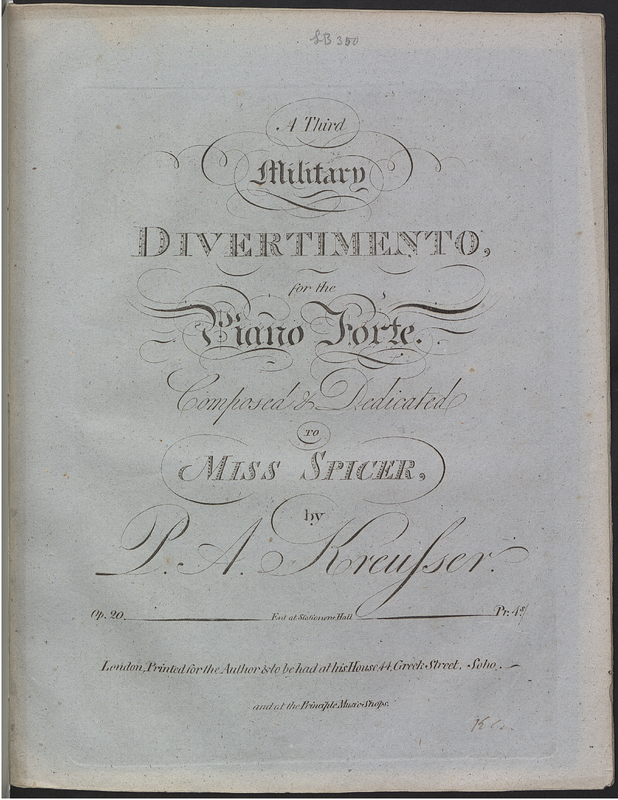 LB 350
A Third
Military
DIVERTIMENTO,
for the
Piano Forte.
Composed & Dedicated
TO
MISS SPICER,
by
P. A. Kreuſser.
Op. 20. Ent. at Stationers Hall Pr. 4s/
London, Printed for the Author & to be had at his House 44, Greek Street, Soho,
and at the Principle Music Shops.